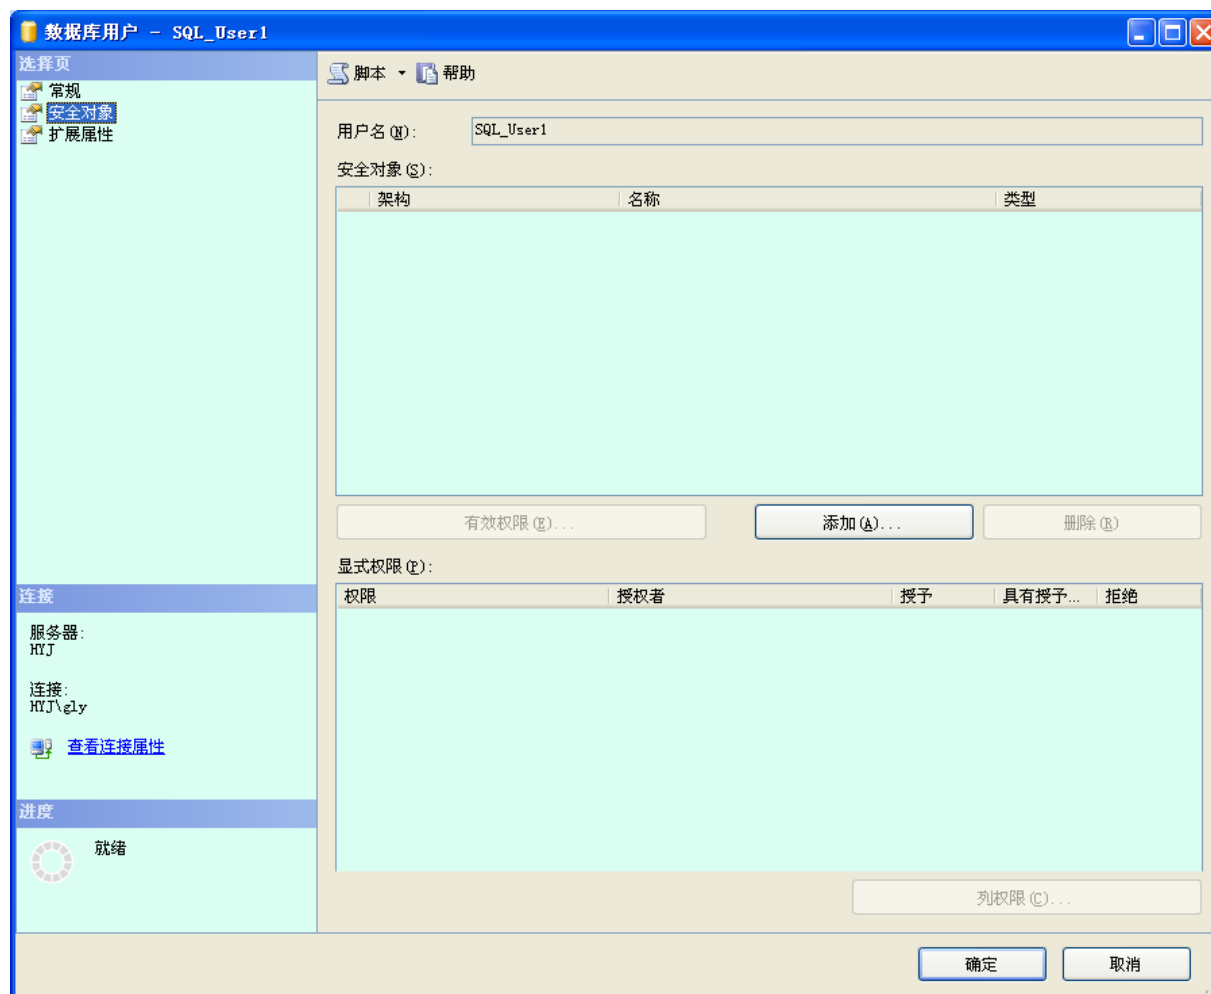 数据库用户 - SQL_User1
选择页
常规
安全对象
扩展属性
脚本 帮助
用户名(N): SQL_User1
安全对象(S):
架构 名称 类型
有效权限(E)... 添加(A)... 删除(R)
显式权限(P):
权限 授权者 授予 具有授予... 拒绝
列权限(C)...
连接
服务器:
HYJ
连接:
HYJ\gly
查看连接属性
进度
就绪
确定 取消